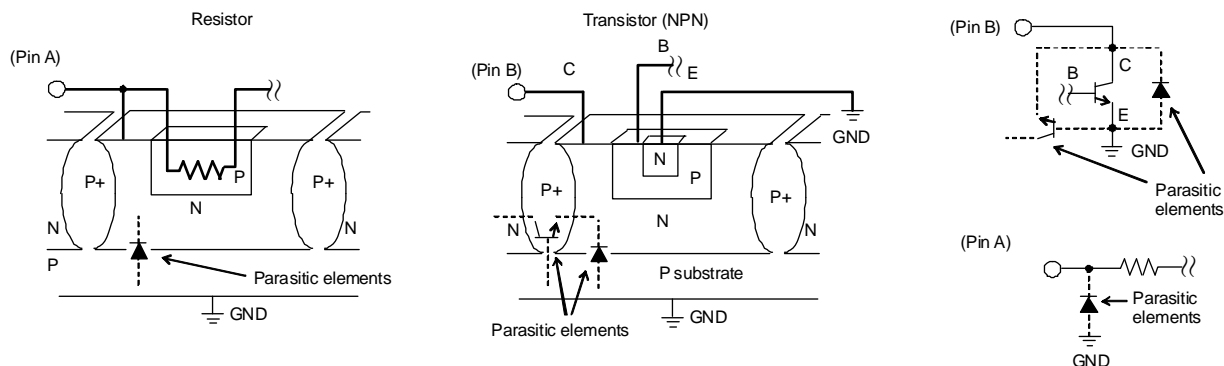 Resistor
(Pin A)
P+
P
P+
N
N
N
P
Parasitic elements
GND
Transistor (NPN)
(Pin B)
C
B
E
GND
P+
N
P
P+
N
N
N
P substrate
Parasitic elements
GND
(Pin B)
C
B
E
GND
Parasitic
elements
(Pin A)
Parasitic
elements
GND